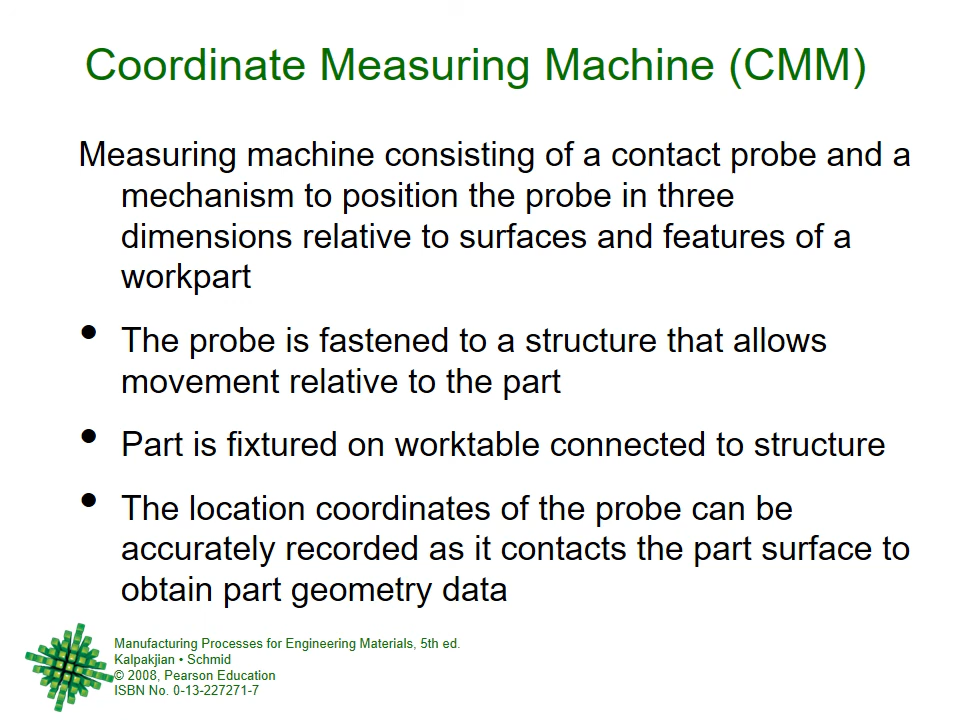 Coordinate Measuring Machine (CMM)
Measuring machine consisting of a contact probe and a
mechanism to position the probe in three
dimensions relative to surfaces and features of a
workpart
• The probe is fastened to a structure that allows
movement relative to the part
• Part is fixtured on worktable connected to structure
• The location coordinates of the probe can be
accurately recorded as it contacts the part surface to
obtain part geometry data
Manufacturing Processes for Engineering Materials, 5th ed.
Kalpakjian • Schmid
© 2008, Pearson Education
ISBN No. 0-13-227271-7